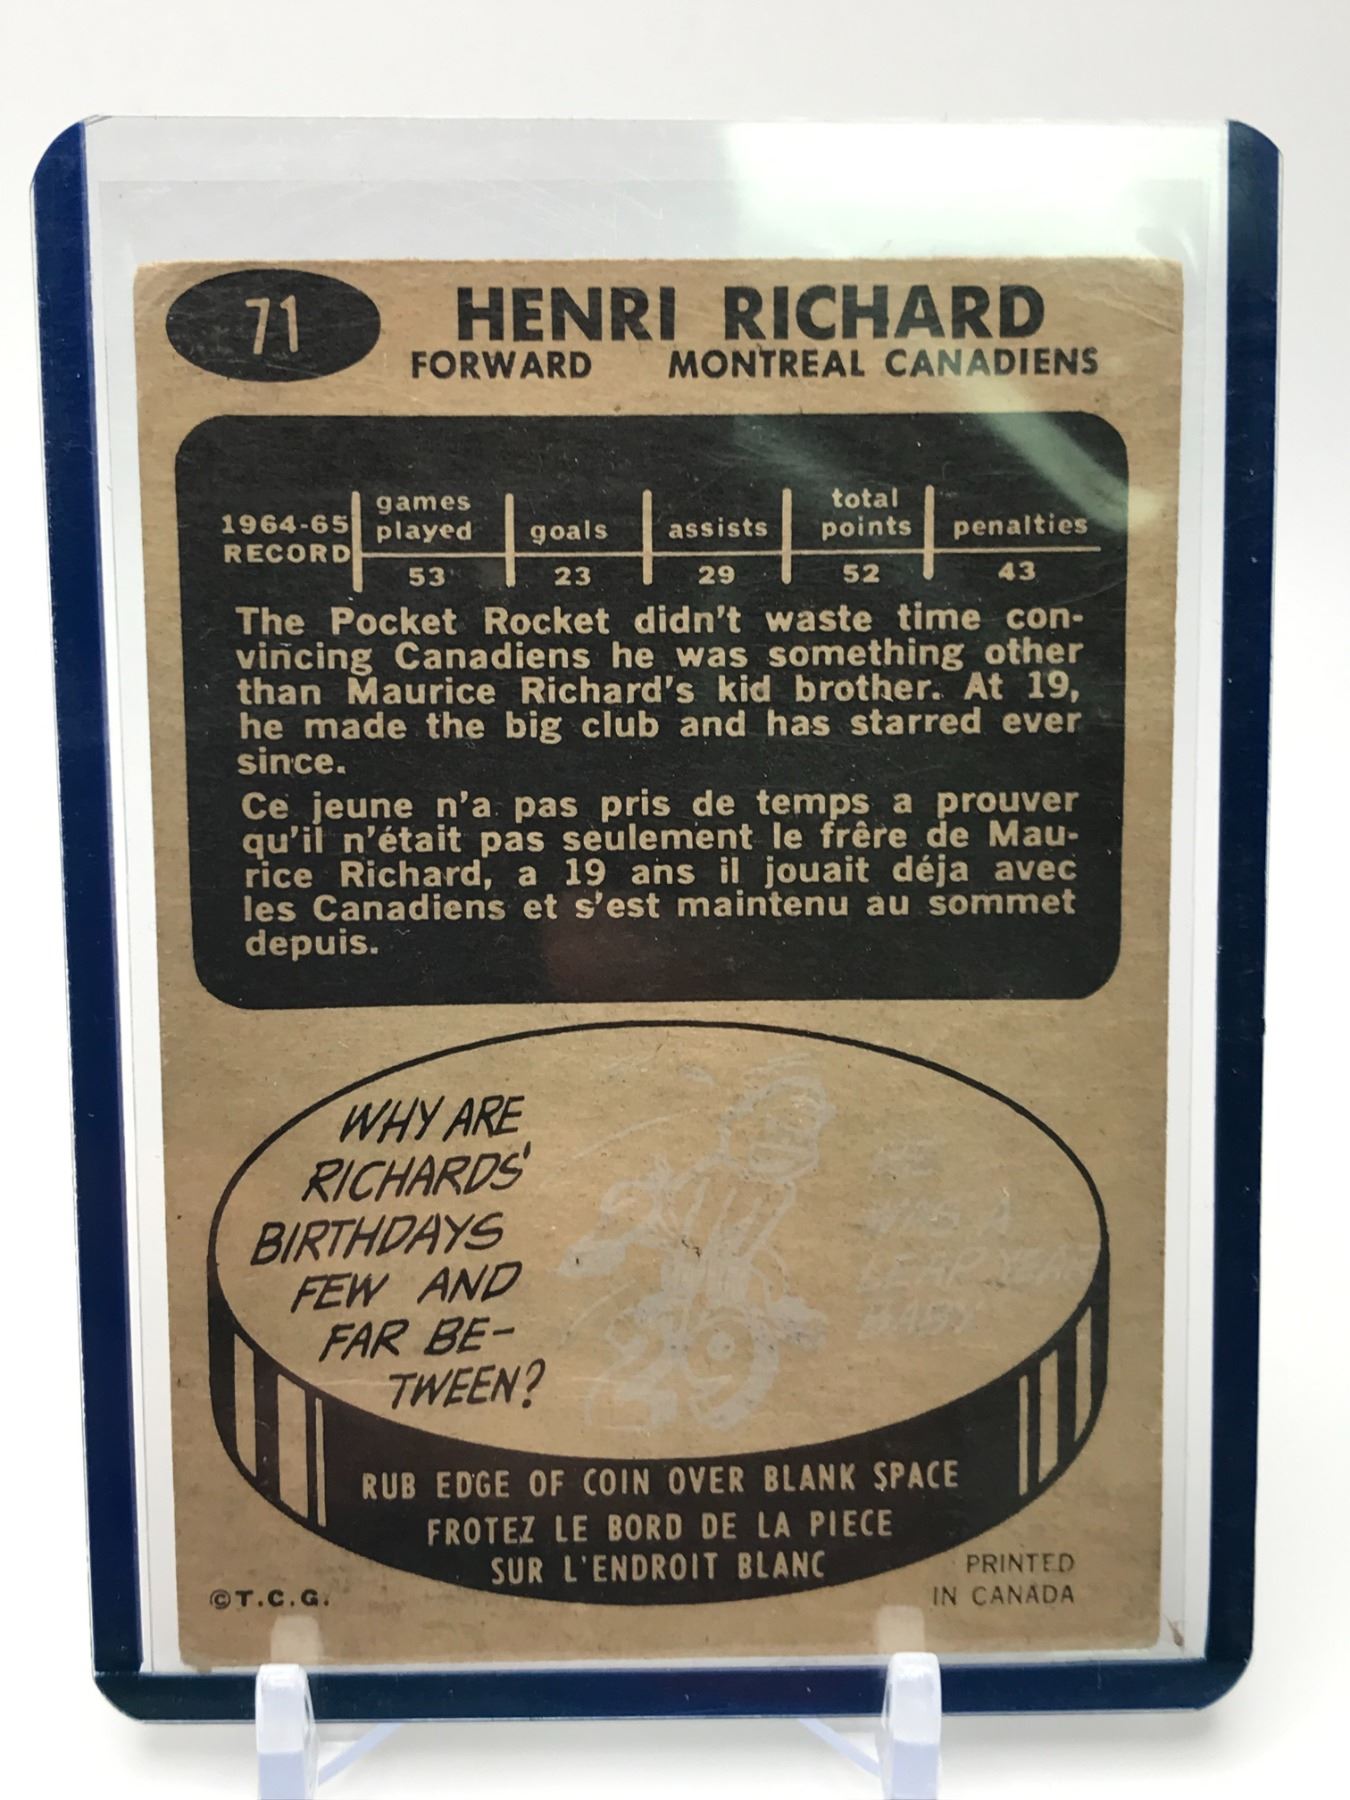 71
HENRI RICHARD
FORWARD MONTREAL CANADIENS
1964-65 RECORD games played goals assists total points penalties
53 23 29 52 43
The Pocket Rocket didn't waste time con-
vincing Canadiens he was something other
than Maurice Richard's kid brother. At 19,
he made the big club and has starred ever
since.
Ce jeune n'a pas pris de temps a prouver
qu'il n'était pas seulement le frêre de Mau-
rice Richard, a 19 ans il jouait déja avec
les Canadiens et s'est maintenu au sommet
depuis.
WHY ARE
RICHARDS'
BIRTHDAYS
FEW AND
FAR BE-
TWEEN?
HE
WAS A
LEAP YEAR
BABY
29
RUB EDGE OF COIN OVER BLANK SPACE
FROTEZ LE BORD DE LA PIECE
SUR L'ENDROIT BLANC
©T.C.G.
PRINTED
IN CANADA